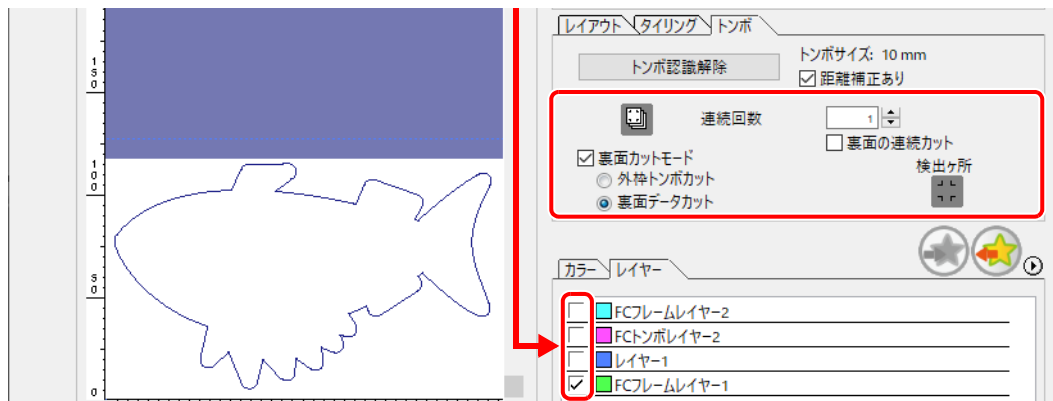 レイアウト タイリング トンボ
トンボ認識解除
トンボサイズ: 10 mm
距離補正あり
連続回数
1
裏面の連続カット
裏面カットモード
外枠トンボカット
裏面データカット
検出ヶ所
カラー レイヤー
FCフレームレイヤー2
FCトンボレイヤー2
レイヤー1
FCフレームレイヤー1
150
100
50
0